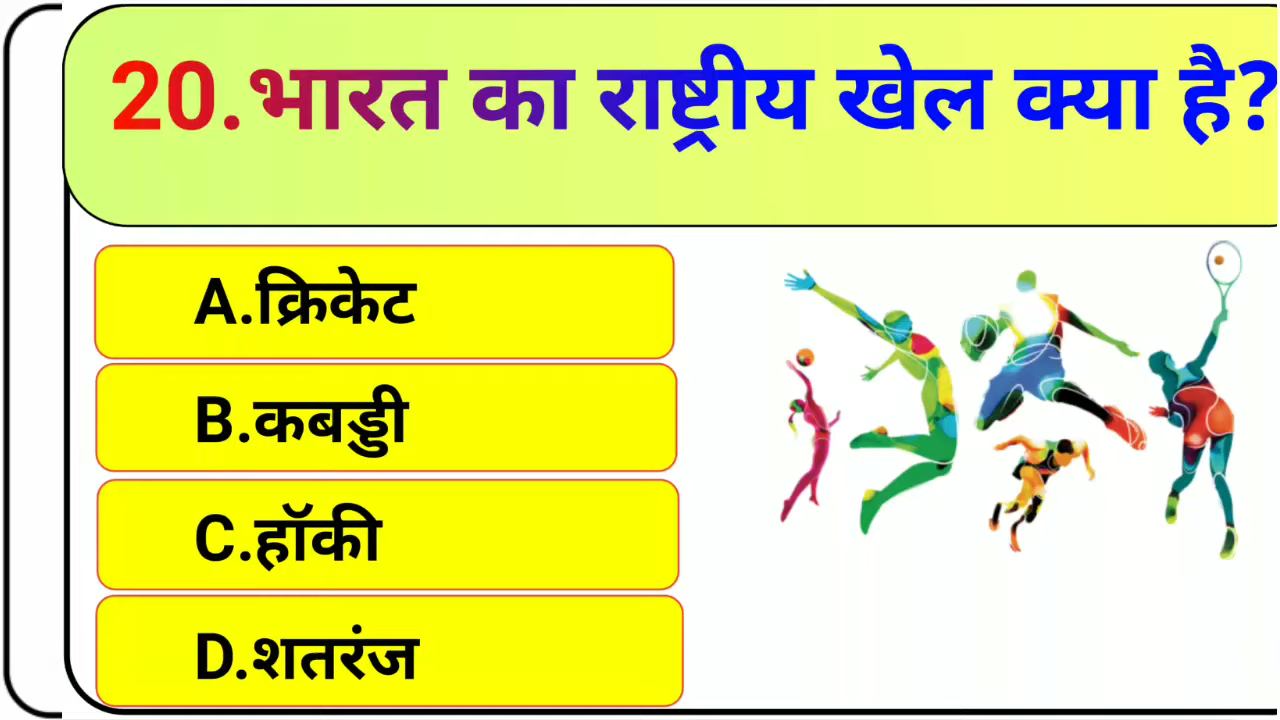 20.भारत का राष्ट्रीय खेल क्या है?
A.क्रिकेट
B.कबड्डी
C.हॉकी
D.शतरंज